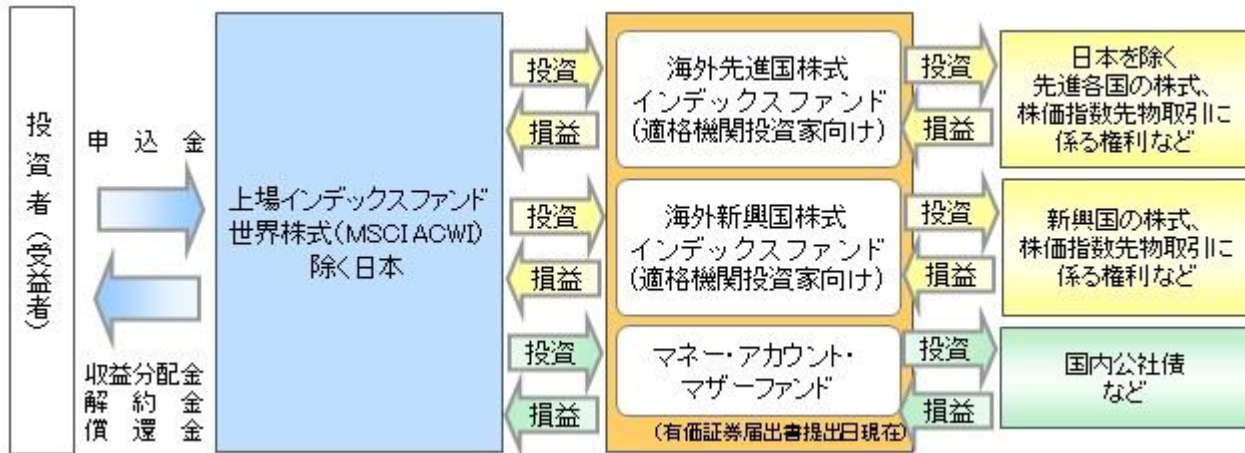 投資者(受益者)
申込金
収益分配金
解約金
償還金
上場インデックスファンド
世界株式(MSCI ACWI)
除く日本
投資
損益
投資
損益
投資
損益
海外先進国株式
インデックスファンド
(適格機関投資家向け)
海外新興国株式
インデックスファンド
(適格機関投資家向け)
マネー・アカウント・
マザーファンド
(有価証券届出書提出日現在)
投資
損益
投資
損益
投資
損益
日本を除く
先進各国の株式、
株価指数先物取引に
係る権利など
新興国の株式、
株価指数先物取引に
係る権利など
国内公社債
など